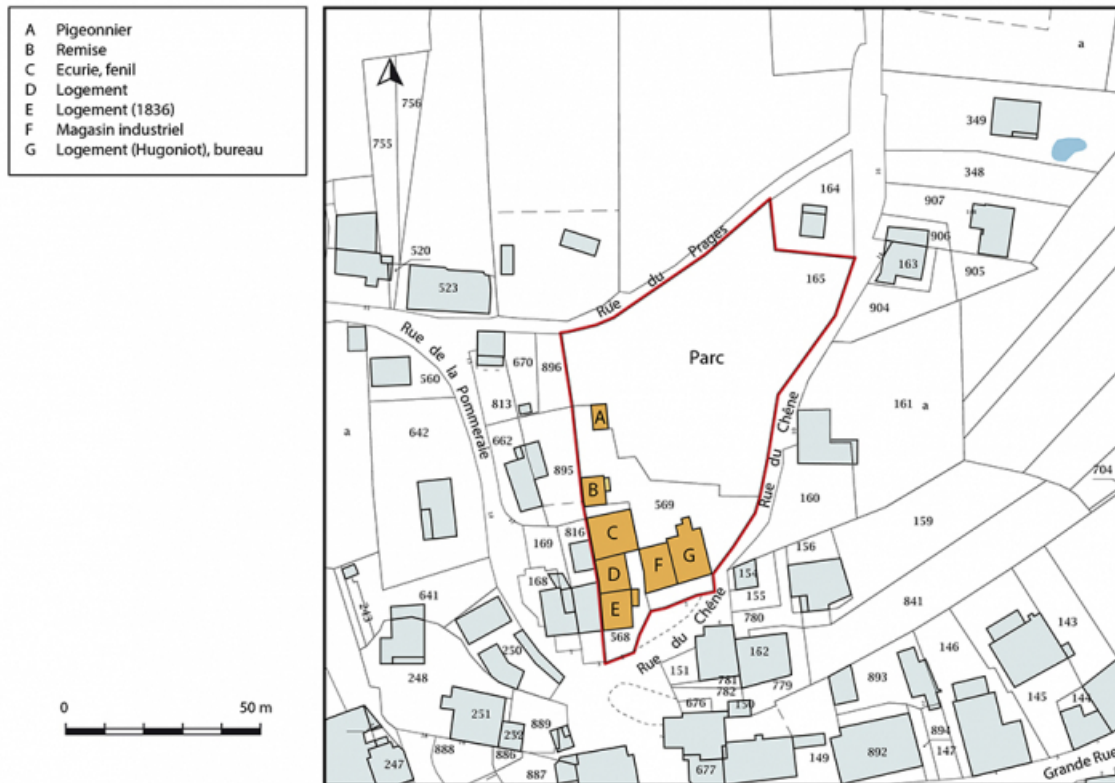 A Pigeonnier
B Remise
C Ecurie, fenil
D Logement
E Logement (1836)
F Magasin industriel
G Logement (Hugoniot), bureau
0 50 m
a
756
755
349
348
164
907
906
520
523
163
905
165
904
Rue du Prages
Rue de la Pommeraie
Parc
670
896
560
813
161 a
a
642
662
A
Rue du Chêne
895
704
B
569
160
159
816
C
169
156
F
G
D
154
168
155
E
641
243
780
841
568
Rue du Chêne
143
250
151
162
146
248
781
779
893
782
145
251
676
150
144
889
894
888
886
147
247
887
677
149
892
Grande Rue